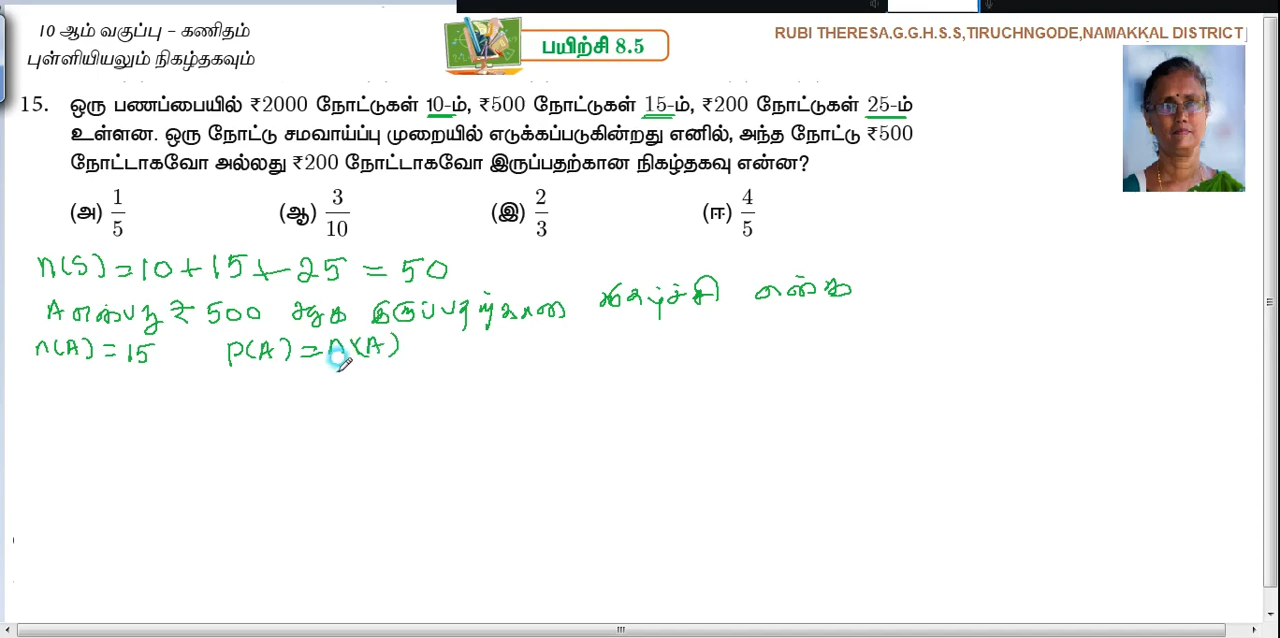 10 ஆம் வகுப்பு – கணிதம்
புள்ளியியலும் நிகழ்தகவும்
பயிற்சி 8.5
RUBI THERESA,G.G.H.S.S,TIRUCHNGODE,NAMAKKAL DISTRICT
15. ஒரு பணப்பையில் ₹2000 நோட்டுகள் 10-ம், ₹500 நோட்டுகள் 15-ம், ₹200 நோட்டுகள் 25-ம்
உள்ளன. ஒரு நோட்டு சமவாய்ப்பு முறையில் எடுக்கப்படுகின்றது எனில், அந்த நோட்டு ₹500
நோட்டாகவோ அல்லது ₹200 நோட்டாகவோ இருப்பதற்கான நிகழ்தகவு என்ன?
(அ) 1/5 (ஆ) 3/10 (இ) 2/3 (ஈ) 4/5
n(S) = 10 + 15 + 25 = 50
A என்பது ₹ 500 ஆக இருப்பதற்கான நிகழ்ச்சி என்க
n(A) = 15 P(A) = n(A)